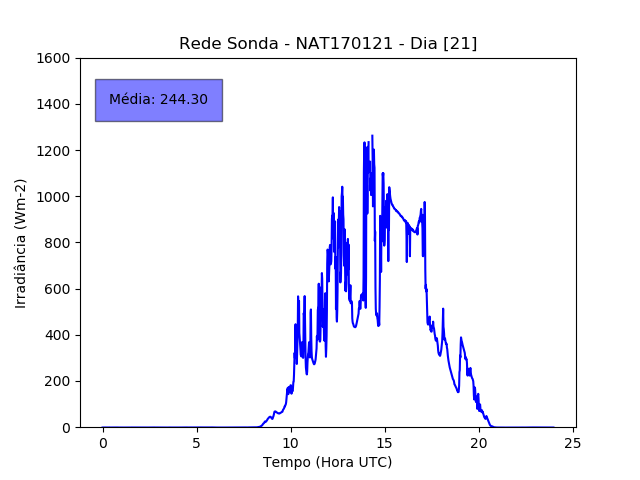 Rede Sonda - NAT170121 - Dia [21]
1600
1400
1200
1000
800
600
400
200
0
Média: 244.30
Irradiância (Wm-2)
0 5 10 15 20 25
Tempo (Hora UTC)